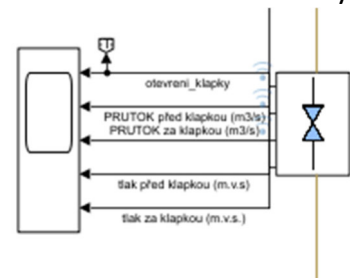 otevreni_klapky
PRUTOK před klapkou (m3/s)
PRUTOK za klapkou (m3/s)
tlak před klapkou (m.v.s)
tlak za klapkou (m.v.s.)